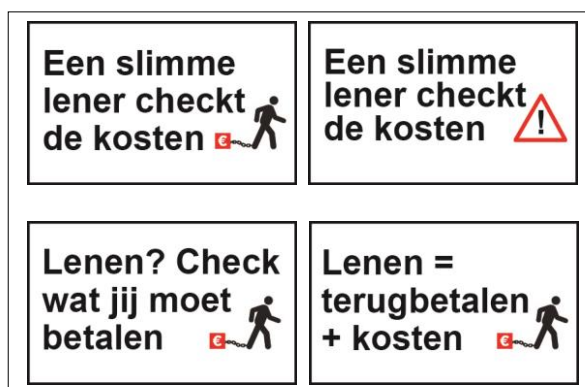 Een slimme
lener checkt
de kosten €
Een slimme
lener checkt
de kosten !
Lenen? Check
wat jij moet
betalen €
Lenen =
terugbetalen
+ kosten €